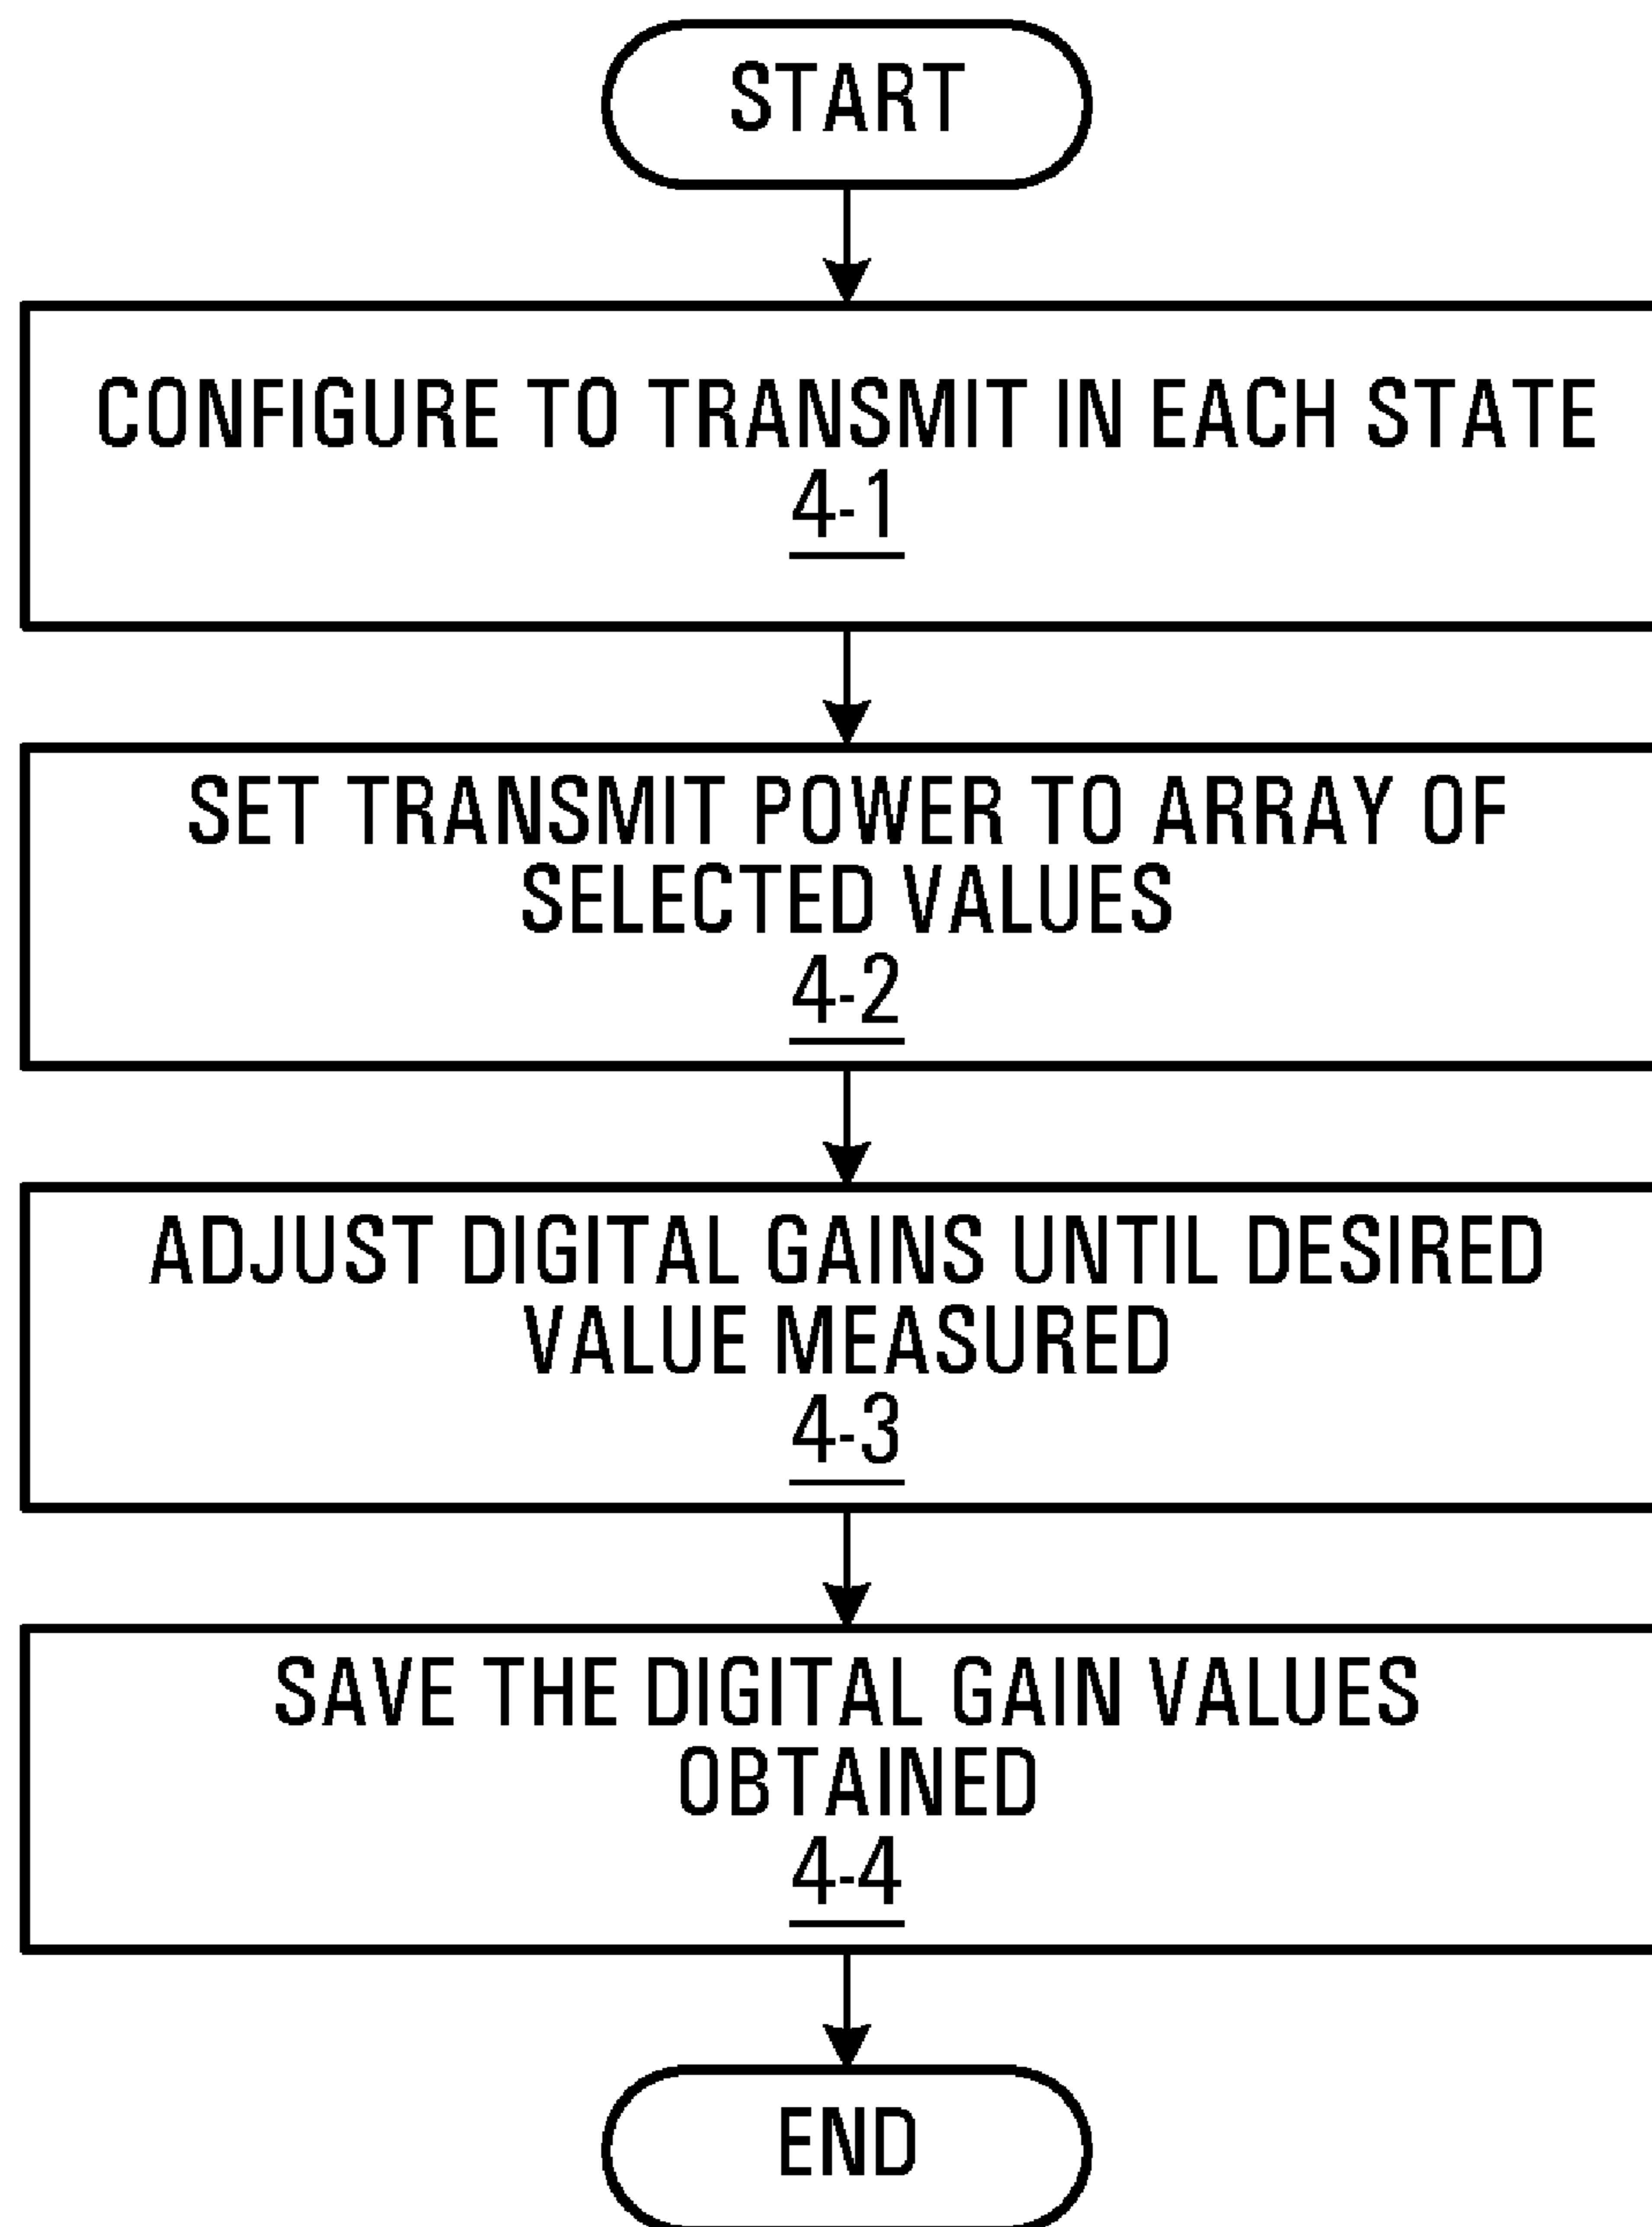 START
CONFIGURE TO TRANSMIT IN EACH STATE
4-1
SET TRANSMIT POWER TO ARRAY OF
SELECTED VALUES
4-2
ADJUST DIGITAL GAINS UNTIL DESIRED
VALUE MEASURED
4-3
SAVE THE DIGITAL GAIN VALUES
OBTAINED
4-4
END